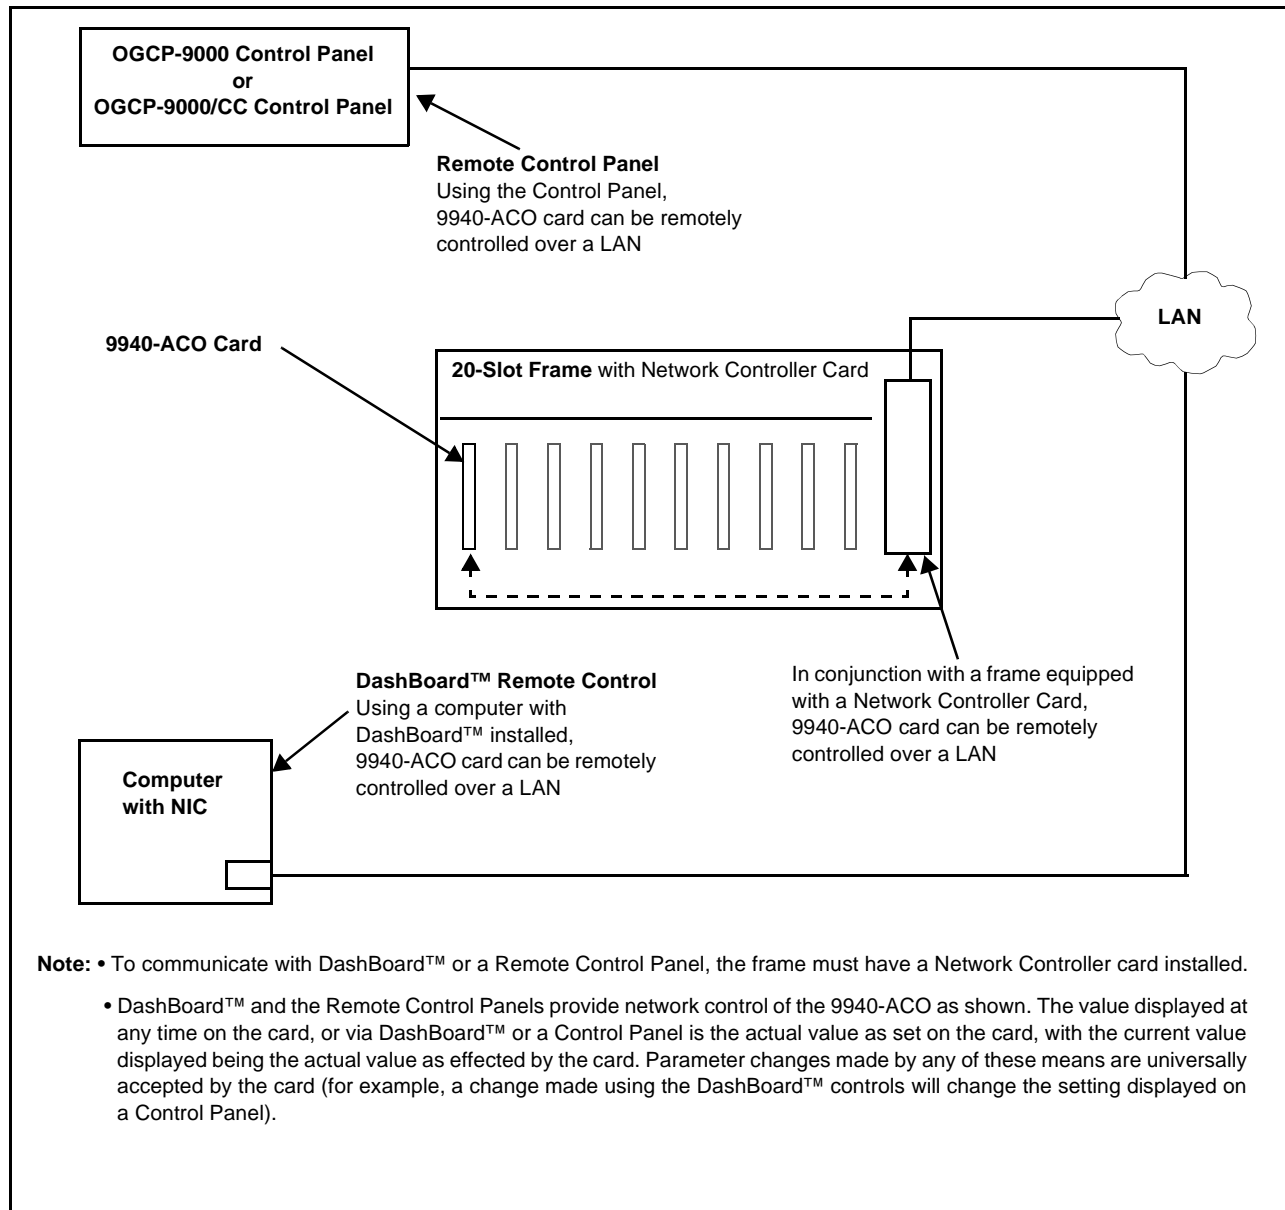 OGCP-9000 Control Panel
or
OGCP-9000/CC Control Panel
Remote Control Panel
Using the Control Panel,
9940-ACO card can be remotely
controlled over a LAN
LAN
9940-ACO Card
20-Slot Frame with Network Controller Card
DashBoard™ Remote Control
Using a computer with
DashBoard™ installed,
9940-ACO card can be remotely
controlled over a LAN
In conjunction with a frame equipped
with a Network Controller Card,
9940-ACO card can be remotely
controlled over a LAN
Computer
with NIC
Note: • To communicate with DashBoard™ or a Remote Control Panel, the frame must have a Network Controller card installed.
• DashBoard™ and the Remote Control Panels provide network control of the 9940-ACO as shown. The value displayed at
any time on the card, or via DashBoard™ or a Control Panel is the actual value as set on the card, with the current value
displayed being the actual value as effected by the card. Parameter changes made by any of these means are universally
accepted by the card (for example, a change made using the DashBoard™ controls will change the setting displayed on
a Control Panel).